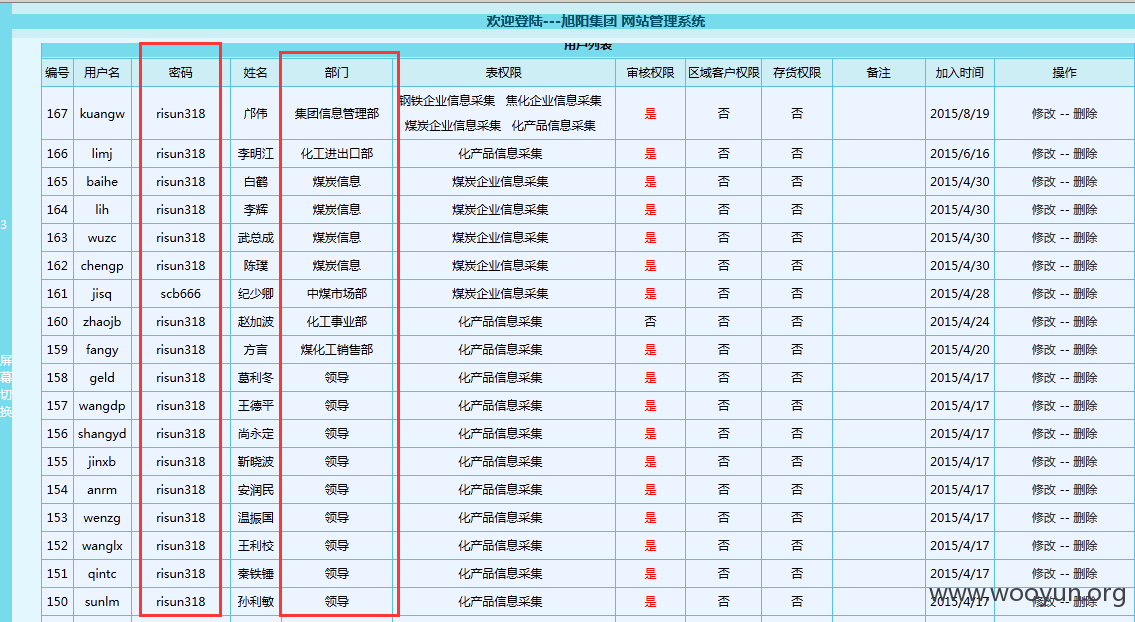 欢迎登陆---旭阳集团 网站管理系统
用户列表
编号 用户名 密码 姓名 部门 表权限 审核权限 区域客户权限 存货权限 备注 加入时间 操作
钢铁企业信息采集 焦化企业信息采集
167 kuangw risun318 邝伟 集团信息管理部 是 否 否 2015/8/19 修改 -- 删除
煤炭企业信息采集 化产品信息采集
166 limj risun318 李明江 化工进出口部 化产品信息采集 是 否 否 2015/6/16 修改 -- 删除
165 baihe risun318 白鹤 煤炭信息 煤炭企业信息采集 是 否 否 2015/4/30 修改 -- 删除
164 lih risun318 李辉 煤炭信息 煤炭企业信息采集 是 否 否 2015/4/30 修改 -- 删除
3
163 wuzc risun318 武总成 煤炭信息 煤炭企业信息采集 是 否 否 2015/4/30 修改 -- 删除
162 chengp risun318 陈璞 煤炭信息 煤炭企业信息采集 是 否 否 2015/4/30 修改 -- 删除
161 jisq scb666 纪少卿 中煤市场部 煤炭企业信息采集 是 否 否 2015/4/28 修改 -- 删除
160 zhaojb risun318 赵加波 化工事业部 化产品信息采集 否 否 否 2015/4/24 修改 -- 删除
159 fangy risun318 方言 煤化工销售部 化产品信息采集 是 否 否 2015/4/20 修改 -- 删除
屏幕切换
158 geld risun318 葛利冬 领导 化产品信息采集 是 否 否 2015/4/17 修改 -- 删除
157 wangdp risun318 王德平 领导 化产品信息采集 是 否 否 2015/4/17 修改 -- 删除
156 shangyd risun318 尚永定 领导 化产品信息采集 是 否 否 2015/4/17 修改 -- 删除
155 jinxb risun318 靳晓波 领导 化产品信息采集 是 否 否 2015/4/17 修改 -- 删除
154 anrm risun318 安润民 领导 化产品信息采集 是 否 否 2015/4/17 修改 -- 删除
153 wenzg risun318 温振国 领导 化产品信息采集 是 否 否 2015/4/17 修改 -- 删除
152 wanglx risun318 王利校 领导 化产品信息采集 是 否 否 2015/4/17 修改 -- 删除
151 qintc risun318 秦铁锤 领导 化产品信息采集 是 否 否 2015/4/17 修改 -- 删除
150 sunlm risun318 孙利敏 领导 化产品信息采集 是 否 否 2015/4/17 修改 -- 删除
www.wooyun.org